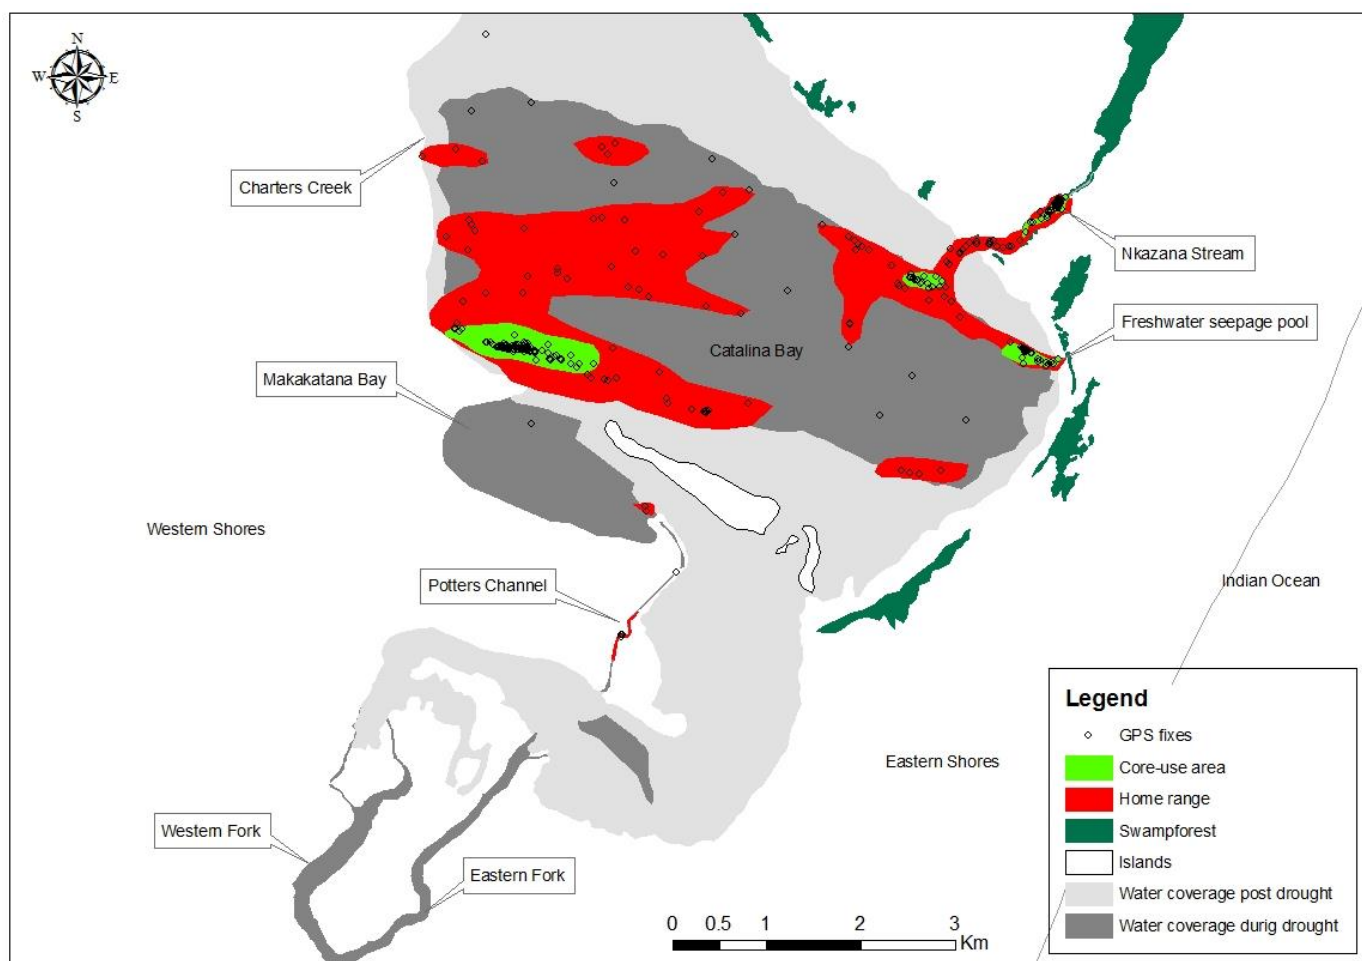 N
W E
S
Charters Creek
Nkazana Stream
Freshwater seepage pool
Catalina Bay
Makakatana Bay
Western Shores
Potters Channel
Indian Ocean
Eastern Shores
Western Fork
Eastern Fork
Legend
GPS fixes
Core-use area
Home range
Swampforest
Islands
Water coverage post drought
Water coverage durig drought
0 0.5 1 2 3
Km